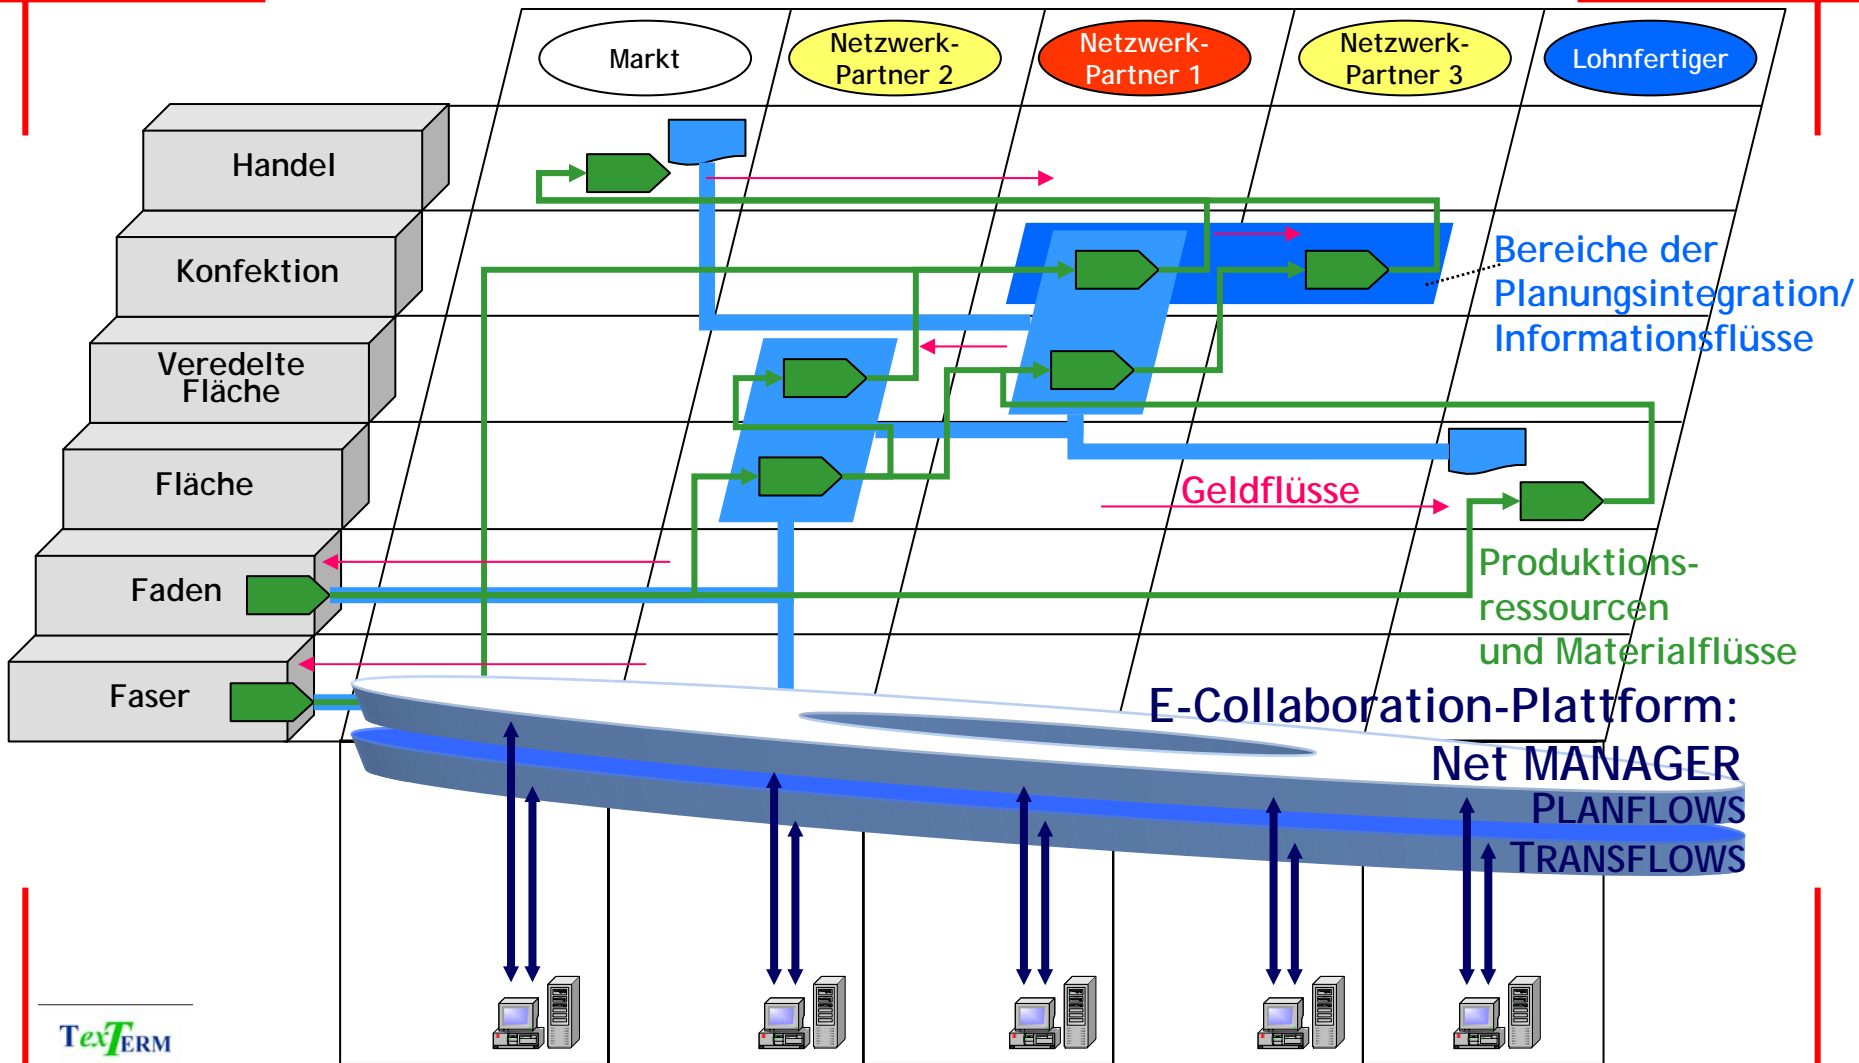 Markt
Netzwerk-
Partner 2
Netzwerk-
Partner 1
Netzwerk-
Partner 3
Lohnfertiger
Handel
Konfektion
Veredelte
Fläche
Fläche
Faden
Faser
Bereiche der
Planungsintegration/
Informationsflüsse
Geldflüsse
Produktions-
ressourcen
und Materialflüsse
E-Collaboration-Plattform:
Net MANAGER
PLANFLOWS
TRANSFLOWS
TexTERM